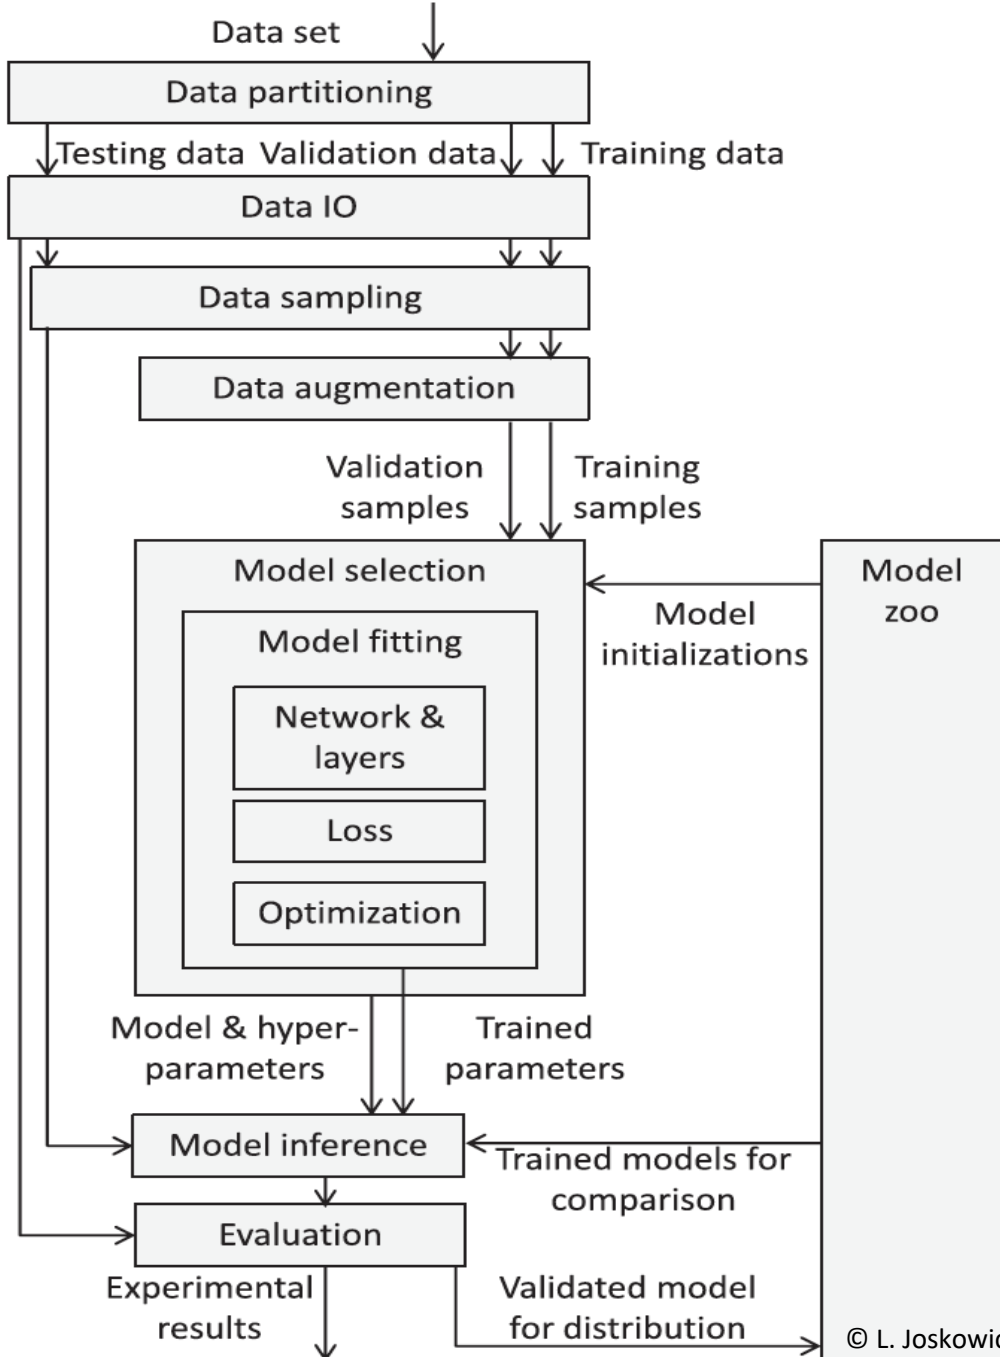 Data set
Data partitioning
Testing data Validation data Training data
Data IO
Data sampling
Data augmentation
Validation
samples
Training
samples
Model selection
Model fitting
Network &
layers
Loss
Optimization
Model
initializations
Model
zoo
Model & hyper-
parameters
Trained
parameters
Model inference
Trained models for
comparison
Evaluation
Experimental
results
Validated model
for distribution
© L. Joskowic